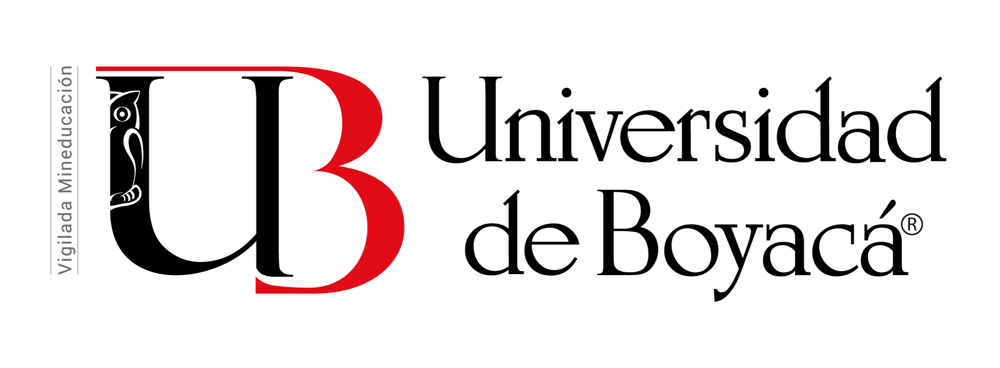 Vigilada Mineducación
UB
Universidad
de Boyacá®